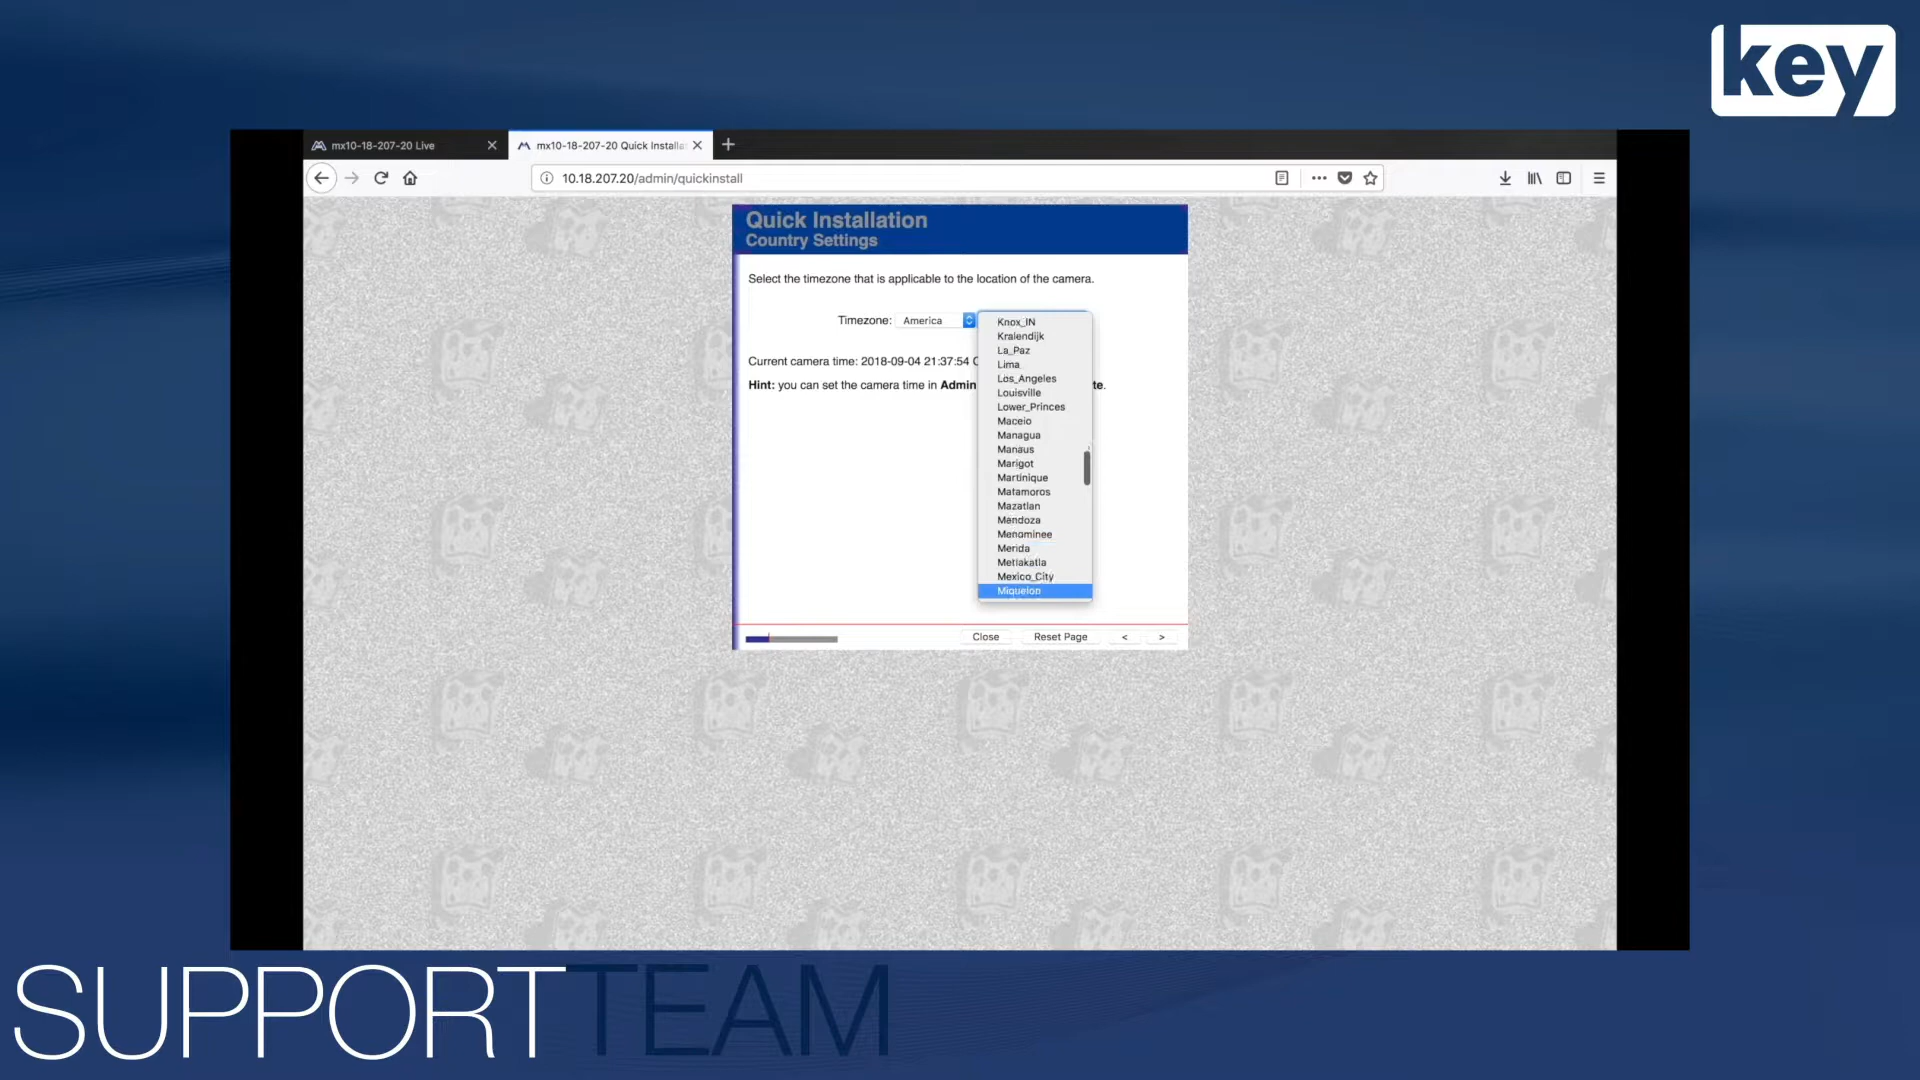 key
mx10-18-207-20 Live
mx10-18-207-20 Quick Installa
10.18.207.20/admin/quickinstall
Quick Installation
Country Settings
Select the timezone that is applicable to the location of the camera.
Timezone: America
Current camera time: 2018-09-04 21:37:54 C
Hint: you can set the camera time in Admin te.
Knox_IN
Kralendijk
La_Paz
Lima
Los_Angeles
Louisville
Lower_Princes
Maceio
Managua
Manaus
Marigot
Martinique
Matamoros
Mazatlan
Mendoza
Menominee
Merida
Metlakatla
Mexico_City
Miquelon
Close Reset Page < >
SUPPORTTEAM